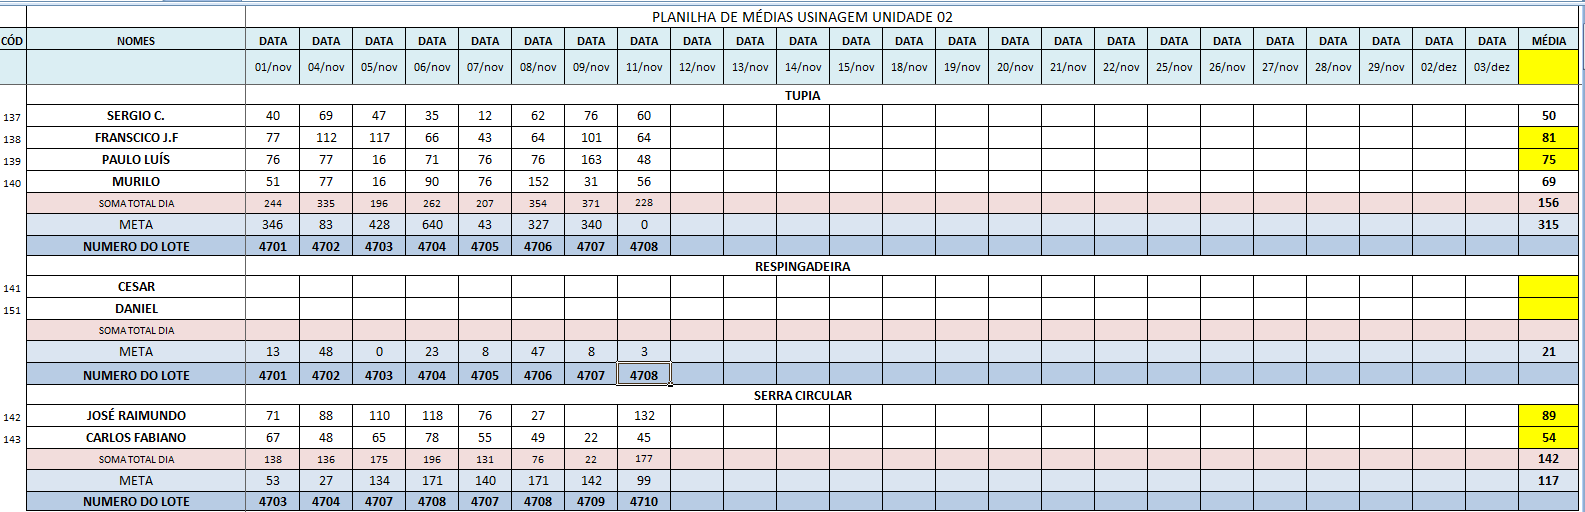 PLANILHA DE MÉDIAS USINAGEM UNIDADE 02
CÓD NOMES DATA DATA DATA DATA DATA DATA DATA DATA DATA DATA DATA DATA DATA DATA DATA DATA DATA DATA DATA DATA DATA DATA DATA DATA MÉDIA
01/nov 04/nov 05/nov 06/nov 07/nov 08/nov 09/nov 11/nov 12/nov 13/nov 14/nov 15/nov 18/nov 19/nov 20/nov 21/nov 22/nov 25/nov 26/nov 27/nov 28/nov 29/nov 02/dez 03/dez
TUPIA
137 SERGIO C. 40 69 47 35 12 62 76 60 50
138 FRANSCICO J.F 77 112 117 66 43 64 101 64 81
139 PAULO LUÍS 76 77 16 71 76 76 163 48 75
140 MURILO 51 77 16 90 76 152 31 56 69
SOMA TOTAL DIA 244 335 196 262 207 354 371 228 156
META 346 83 428 640 43 327 340 0 315
NUMERO DO LOTE 4701 4702 4703 4704 4705 4706 4707 4708
RESPINGADEIRA
141 CESAR
151 DANIEL
SOMA TOTAL DIA
META 13 48 0 23 8 47 8 3 21
NUMERO DO LOTE 4701 4702 4703 4704 4705 4706 4707 4708
SERRA CIRCULAR
142 JOSÉ RAIMUNDO 71 88 110 118 76 27 132 89
143 CARLOS FABIANO 67 48 65 78 55 49 22 45 54
SOMA TOTAL DIA 138 136 175 196 131 76 22 177 142
META 53 27 134 171 140 171 142 99 117
NUMERO DO LOTE 4703 4704 4707 4708 4707 4708 4709 4710